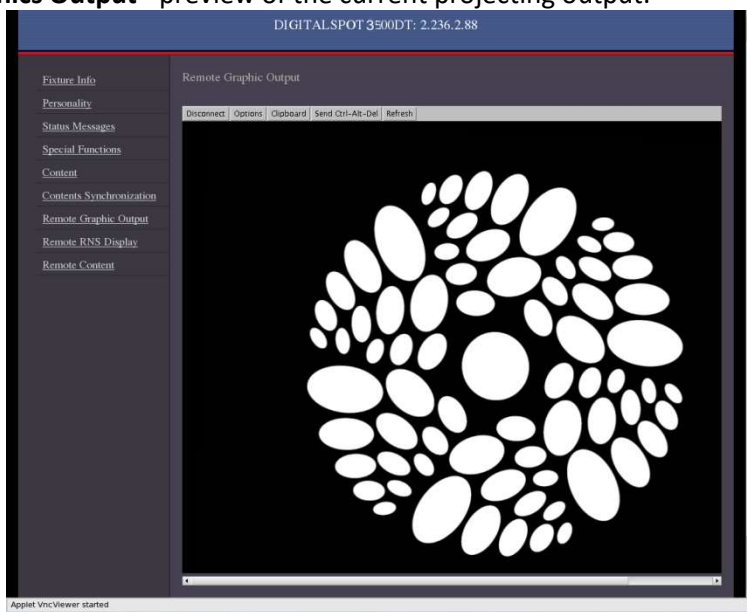 nics Output - preview of the current projecting output.
DIGITALSPOT 3500DT: 2.236.2.88
Fixture Info
Personality
Status Messages
Special Functions
Content
Contents Synchronization
Remote Graphic Output
Remote RNS Display
Remote Content
Remote Graphic Output
Disconnect Options Clipboard Send Ctrl-Alt-Del Refresh
Applet VncViewer started